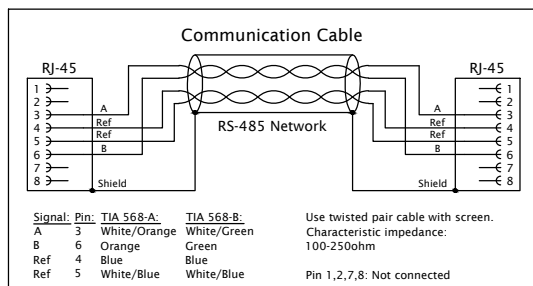 Communication Cable
RJ-45 RJ-45
1 1
2 2
3 A A 3
4 Ref Ref 4
5 Ref Ref 5
6 B B 6
7 7
8 8
RS-485 Network
Shield Shield
Signal: Pin: TIA 568-A: TIA 568-B:
A 3 White/Orange White/Green
B 6 Orange Green
Ref 4 Blue Blue
Ref 5 White/Blue White/Blue
Use twisted pair cable with screen.
Characteristic impedance:
100-250ohm
Pin 1,2,7,8: Not connected